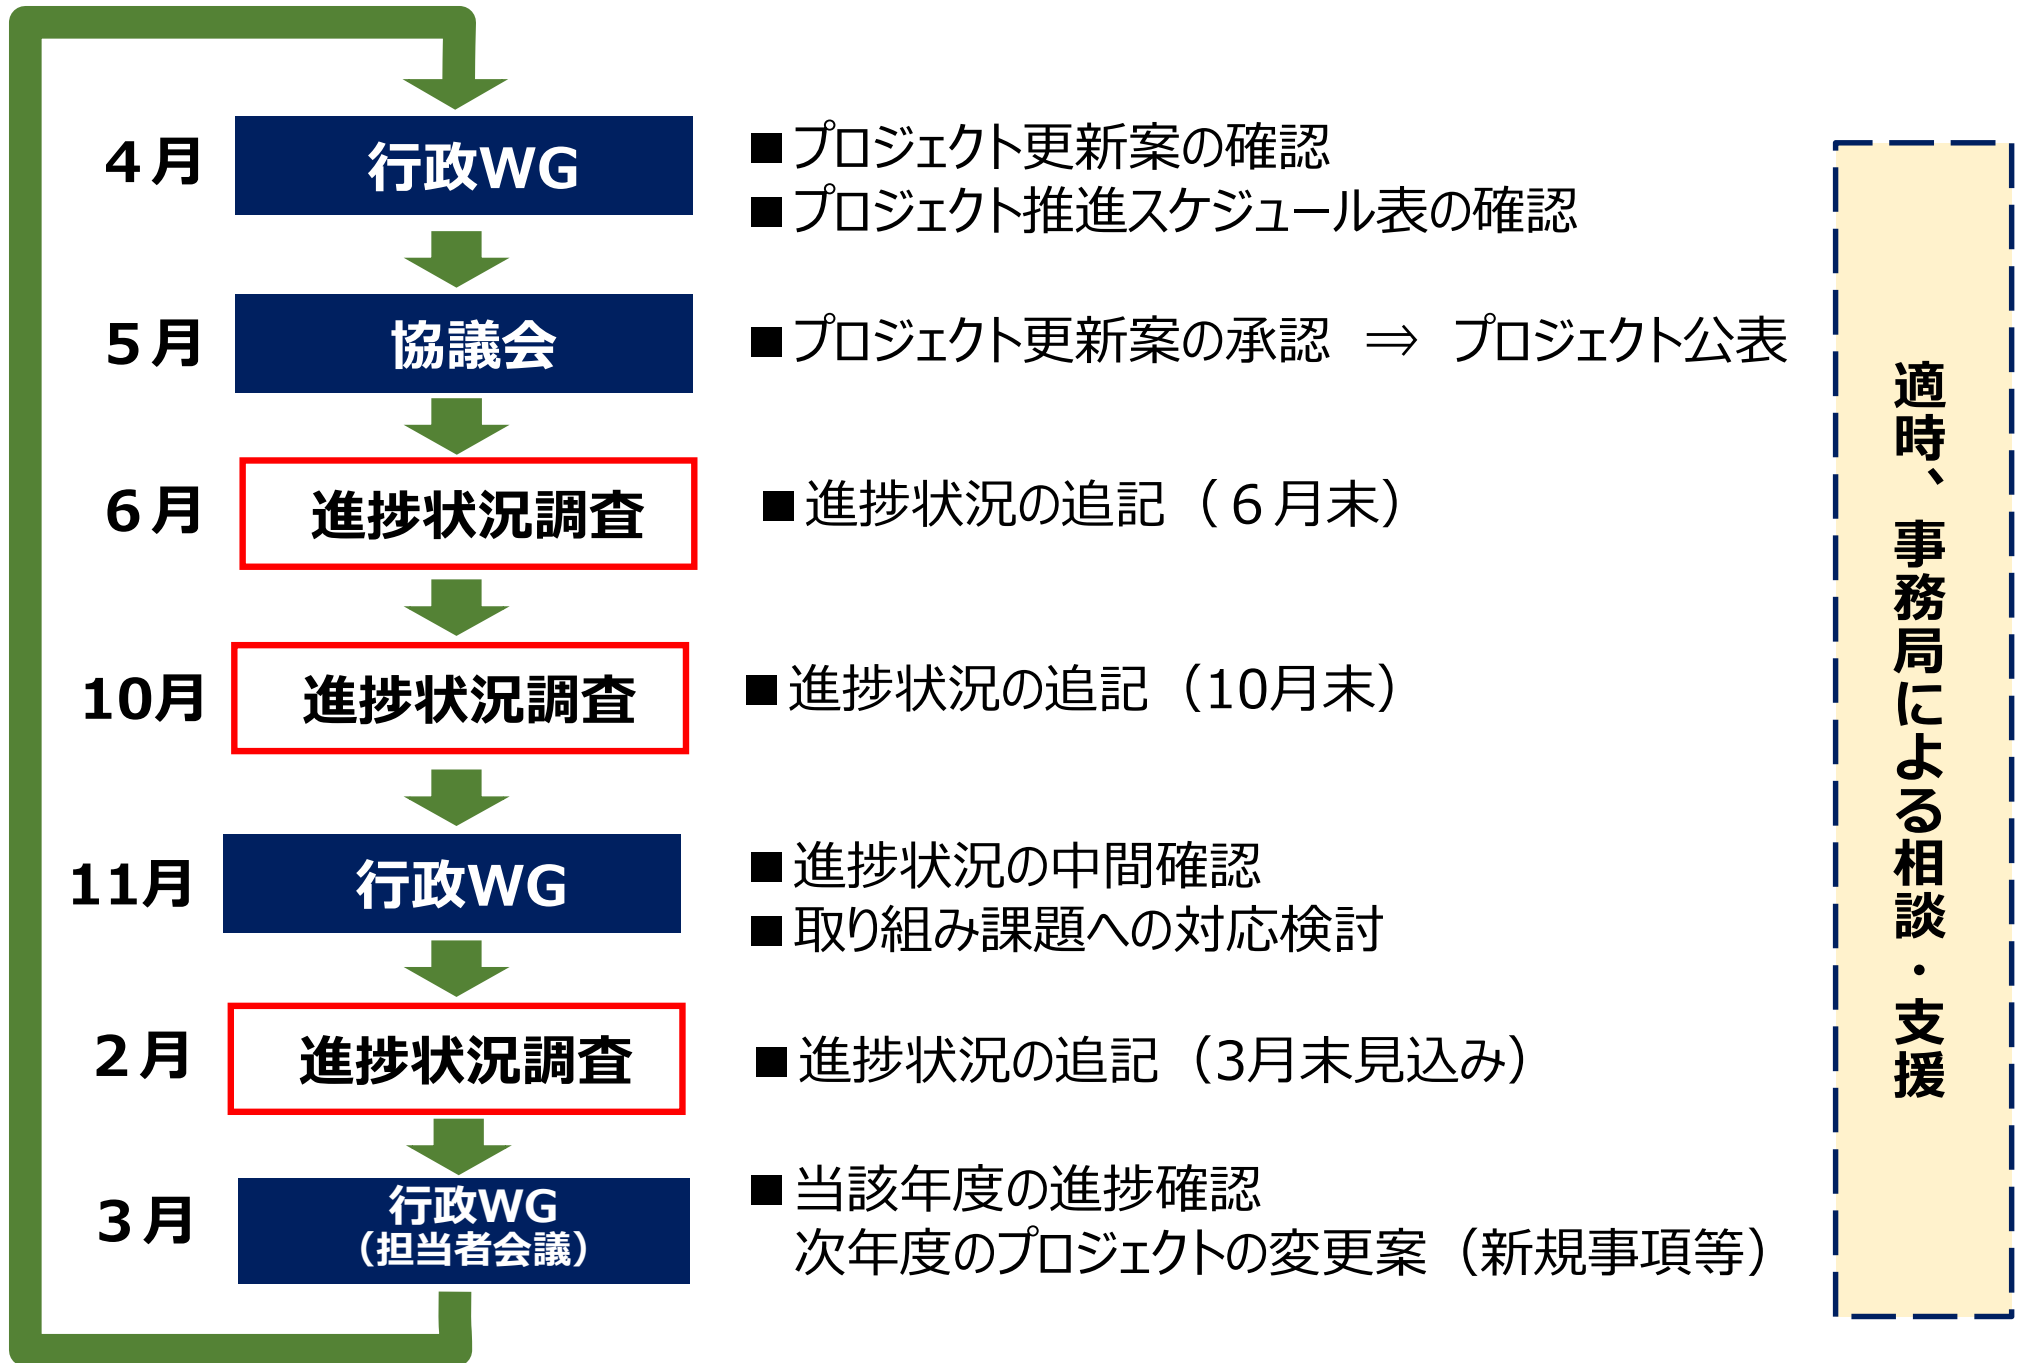 ４月
行政WG
■プロジェクト更新案の確認
■プロジェクト推進スケジュール表の確認
５月
協議会
■プロジェクト更新案の承認　⇒　プロジェクト公表
６月
進捗状況調査
■進捗状況の追記（６月末）
10月
進捗状況調査
■進捗状況の追記（10月末）
11月
行政WG
■進捗状況の中間確認
■取り組み課題への対応検討
２月
進捗状況調査
■進捗状況の追記（3月末見込み）
３月
行政WG
（担当者会議）
■当該年度の進捗確認
次年度のプロジェクトの変更案（新規事項等）
適時、事務局による相談・支援